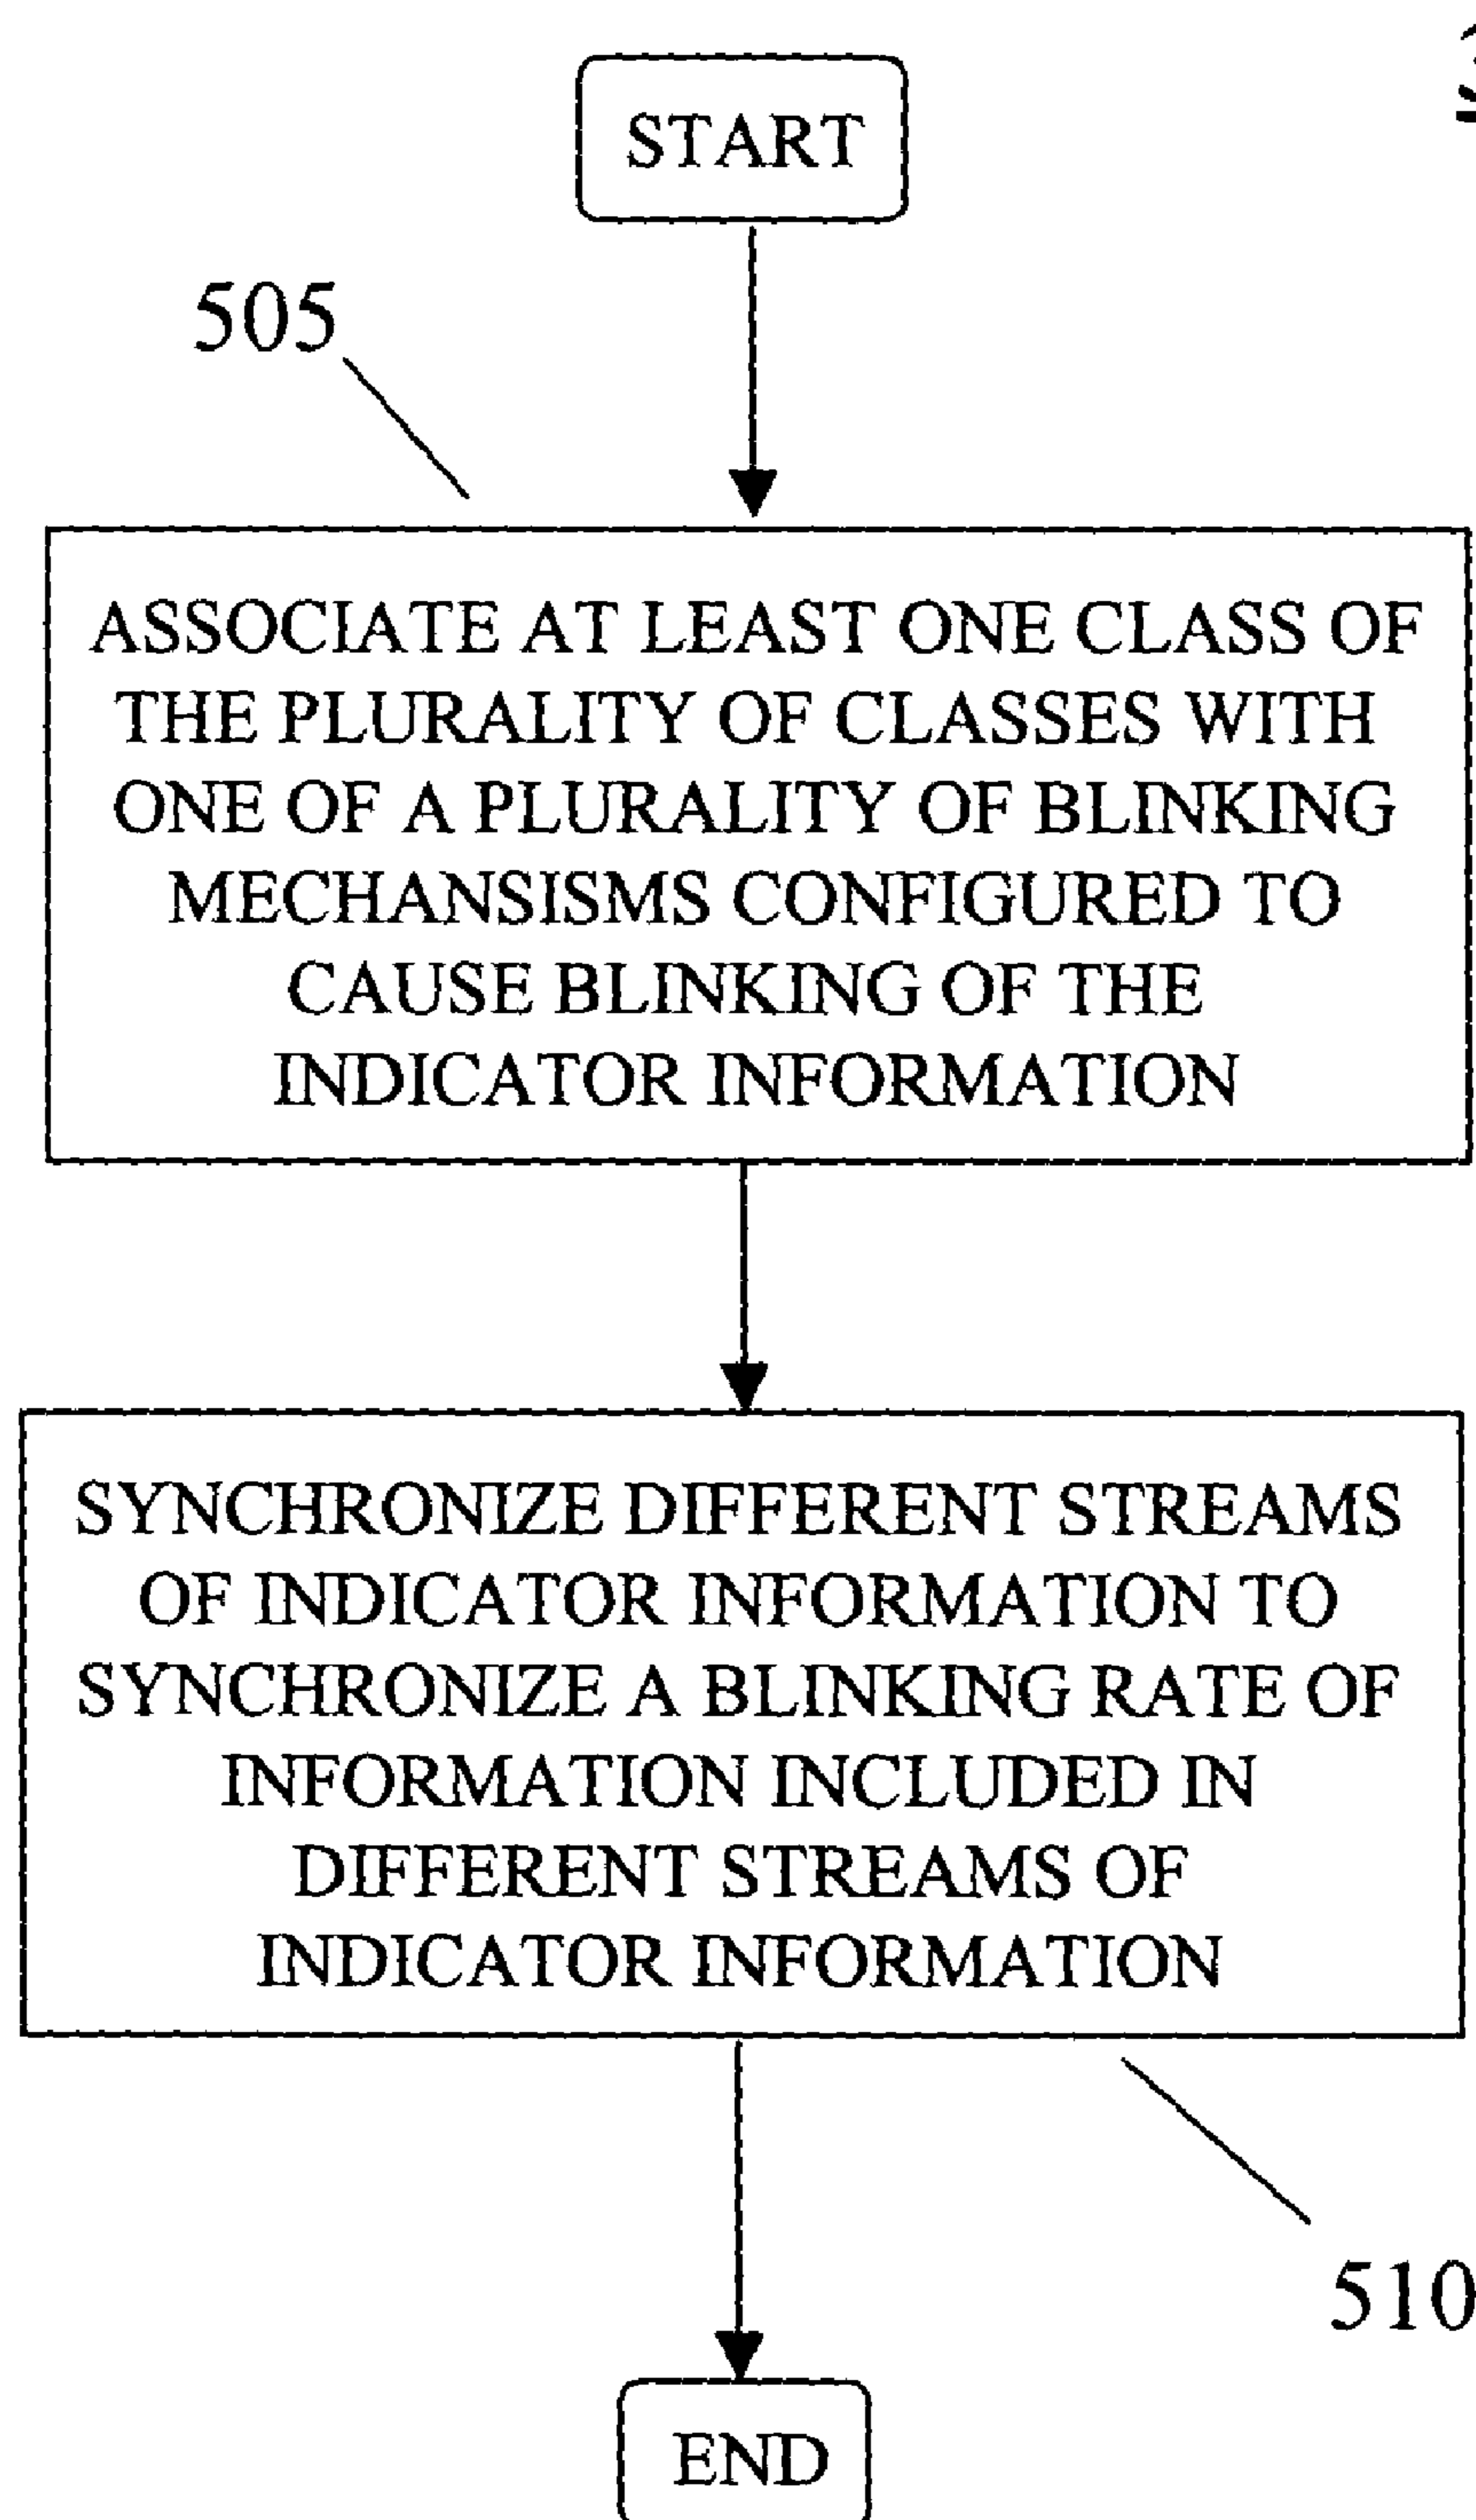 START
505
ASSOCIATE AT LEAST ONE CLASS OF
THE PLURALITY OF CLASSES WITH
ONE OF A PLURALITY OF BLINKING
MECHANSISMS CONFIGURED TO
CAUSE BLINKING OF THE
INDICATOR INFORMATION
SYNCHRONIZE DIFFERENT STREAMS
OF INDICATOR INFORMATION TO
SYNCHRONIZE A BLINKING RATE OF
INFORMATION INCLUDED IN
DIFFERENT STREAMS OF
INDICATOR INFORMATION
510
END